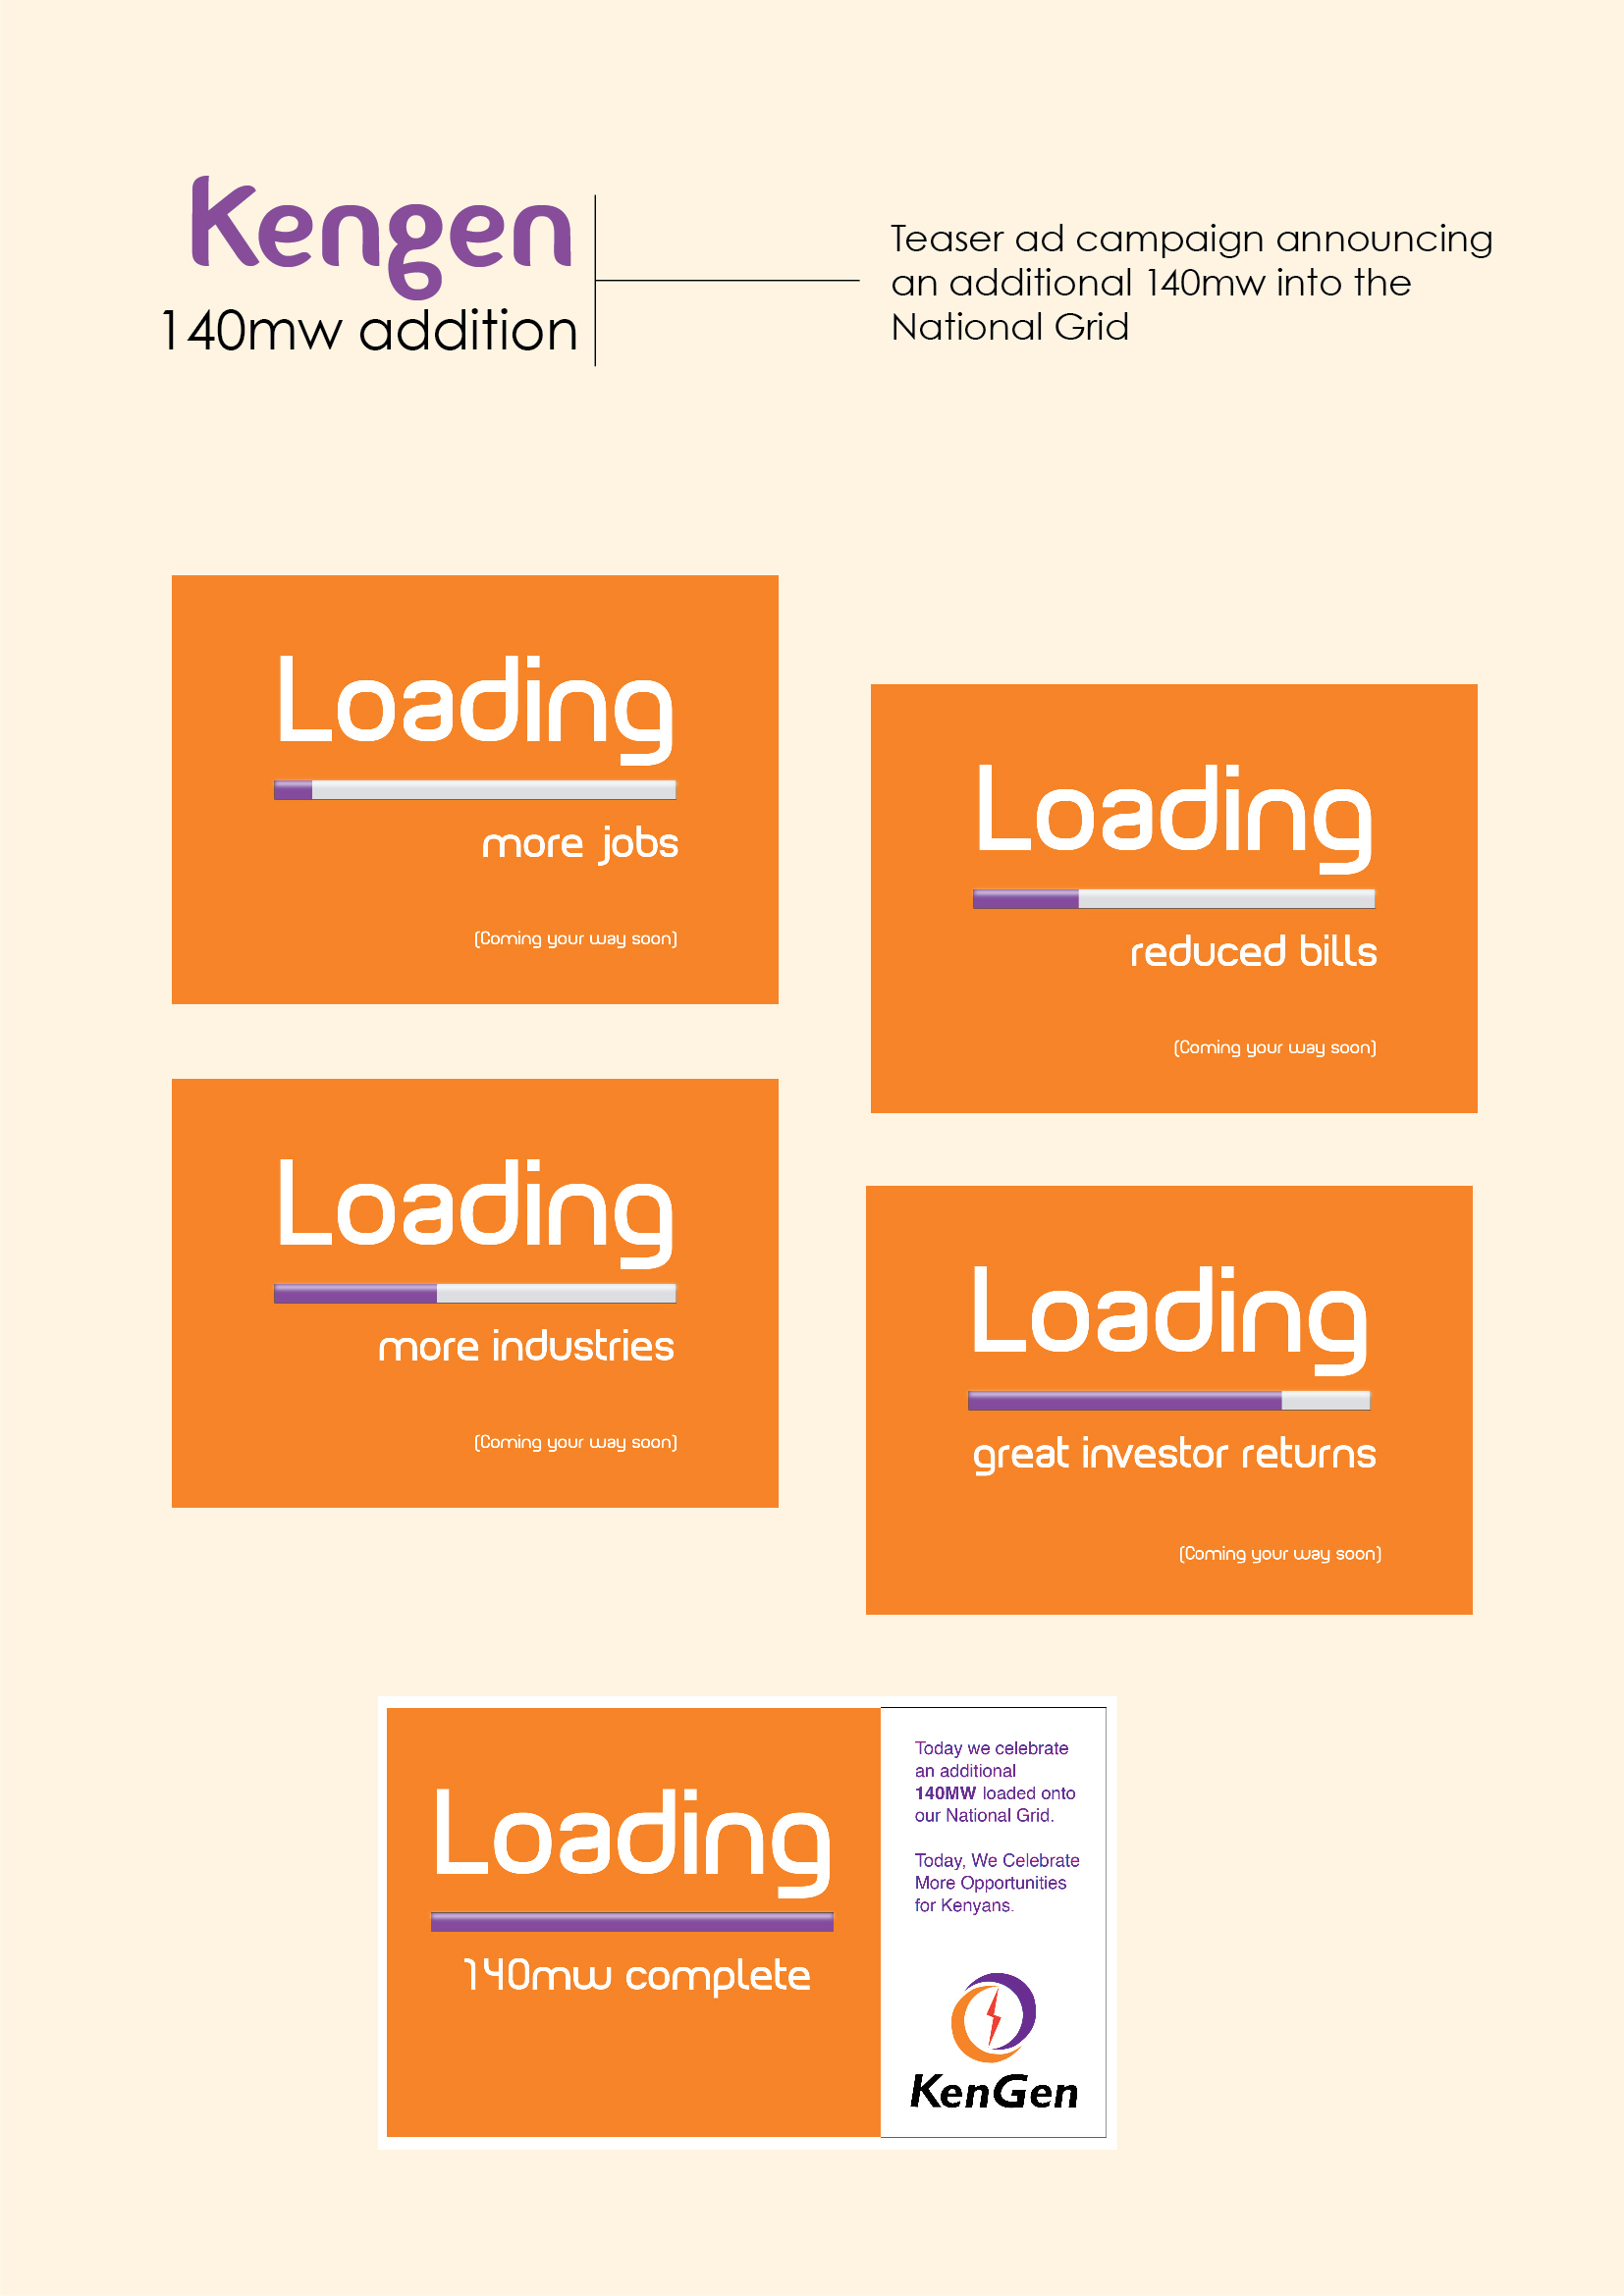 Kengen
140mw addition
Teaser ad campaign announcing
an additional 140mw into the
National Grid
Loading
more jobs
(Coming your way soon)
Loading
reduced bills
(Coming your way soon)
Loading
more industries
(Coming your way soon)
Loading
great investor returns
(Coming your way soon)
Loading
140mw complete
Today we celebrate
an additional
140MW loaded onto
our National Grid.
Today, We Celebrate
More Opportunities
for Kenyans.
KenGen